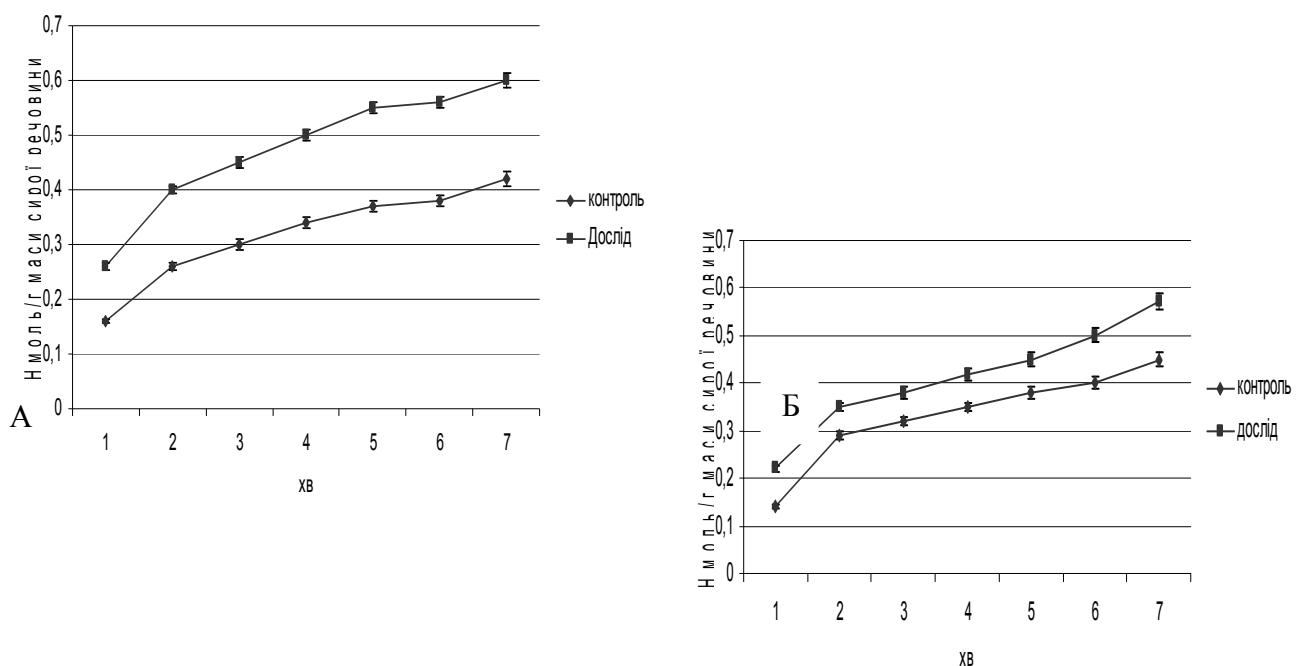 Нмоль/г маси сирої речовини
0,7
0,6
0,5
0,4
0,3
0,2
0,1
0
1 2 3 4 5 6 7
хв
контроль
Дослід
А
Нмоль/г маси сирої речовини
0,7
0,6
0,5
0,4
0,3
0,2
0,1
0
1 2 3 4 5 6 7
хв
контроль
дослід
Б